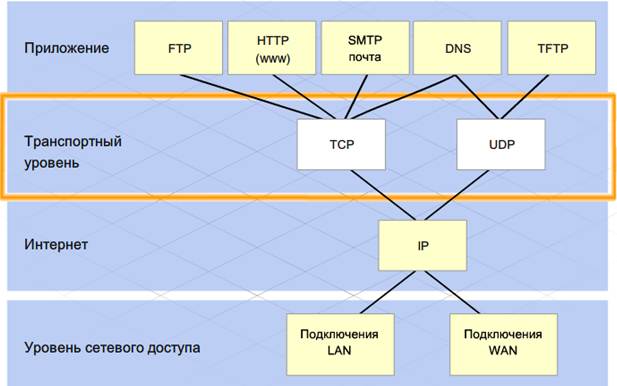 Приложение
FTP
HTTP
(www)
SMTP
почта
DNS
TFTP
Транспортный
уровень
TCP
UDP
Интернет
IP
Уровень сетевого доступа
Подключения
LAN
Подключения
WAN